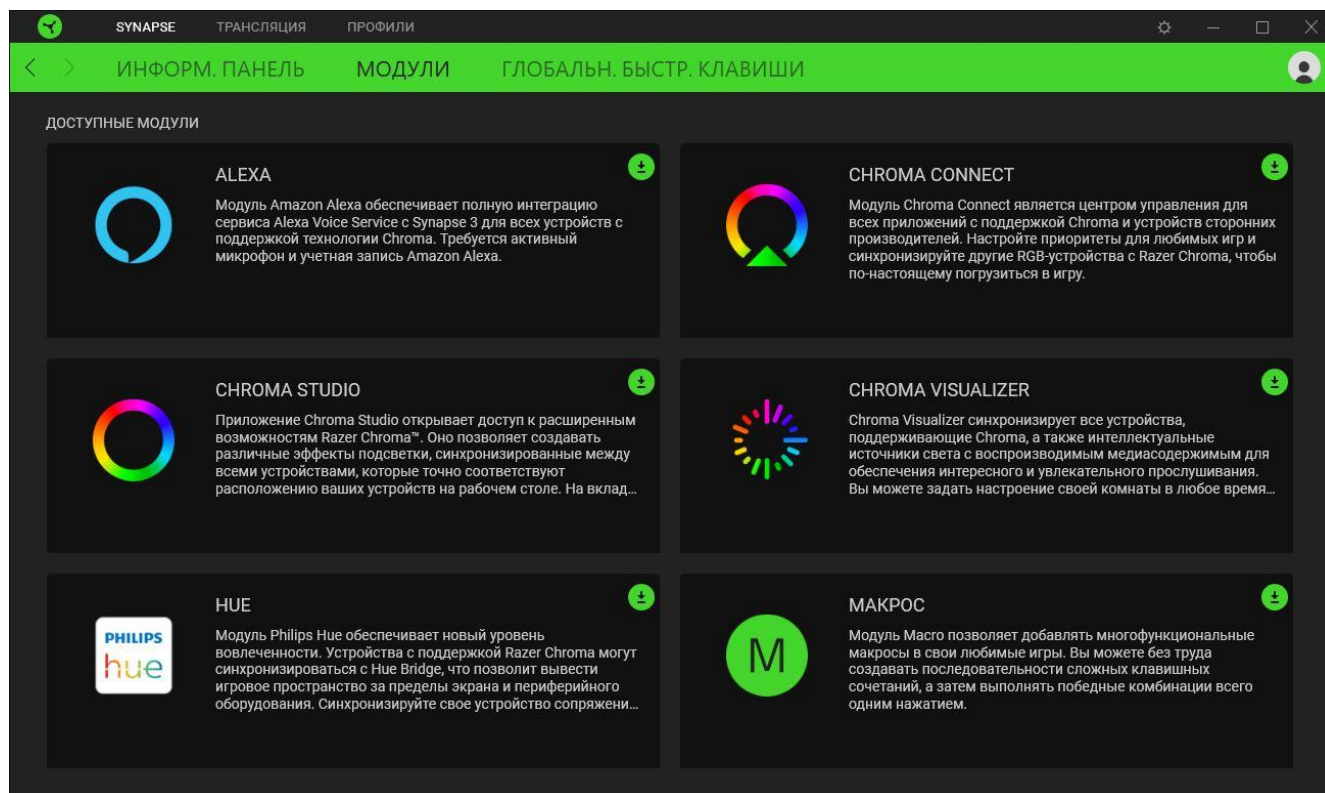 SYNAPSE ТРАНСЛЯЦИЯ ПРОФИЛИ
ИНФОРМ. ПАНЕЛЬ МОДУЛИ ГЛОБАЛЬН. БЫСТР. КЛАВИШИ
ДОСТУПНЫЕ МОДУЛИ
ALEXA
Модуль Amazon Alexa обеспечивает полную интеграцию
сервиса Alexa Voice Service с Synapse 3 для всех устройств с
поддержкой технологии Chroma. Требуется активный
микрофон и учетная запись Amazon Alexa.
CHROMA CONNECT
Модуль Chroma Connect является центром управления для
всех приложений с поддержкой Chroma и устройств сторонних
производителей. Настройте приоритеты для любимых игр и
синхронизируйте другие RGB-устройства с Razer Chroma, чтобы
по-настоящему погрузиться в игру.
CHROMA STUDIO
Приложение Chroma Studio открывает доступ к расширенным
возможностям Razer Chroma™. Оно позволяет создавать
различные эффекты подсветки, синхронизированные между
всеми устройствами, которые точно соответствуют
расположению ваших устройств на рабочем столе. На вклад...
CHROMA VISUALIZER
Chroma Visualizer синхронизирует все устройства,
поддерживающие Chroma, а также интеллектуальные
источники света с воспроизводимым медиасодержимым для
обеспечения интересного и увлекательного прослушивания.
Вы можете задать настроение своей комнаты в любое время...
PHILIPS
hue
HUE
Модуль Philips Hue обеспечивает новый уровень
вовлеченности. Устройства с поддержкой Razer Chroma могут
синхронизироваться с Hue Bridge, что позволит вывести
игровое пространство за пределы экрана и периферийного
оборудования. Синхронизируйте свое устройство сопряжени...
M
МАКРОС
Модуль Macro позволяет добавлять многофункциональные
макросы в свои любимые игры. Вы можете без труда
создавать последовательности сложных клавишных
сочетаний, а затем выполнять победные комбинации всего
одним нажатием.